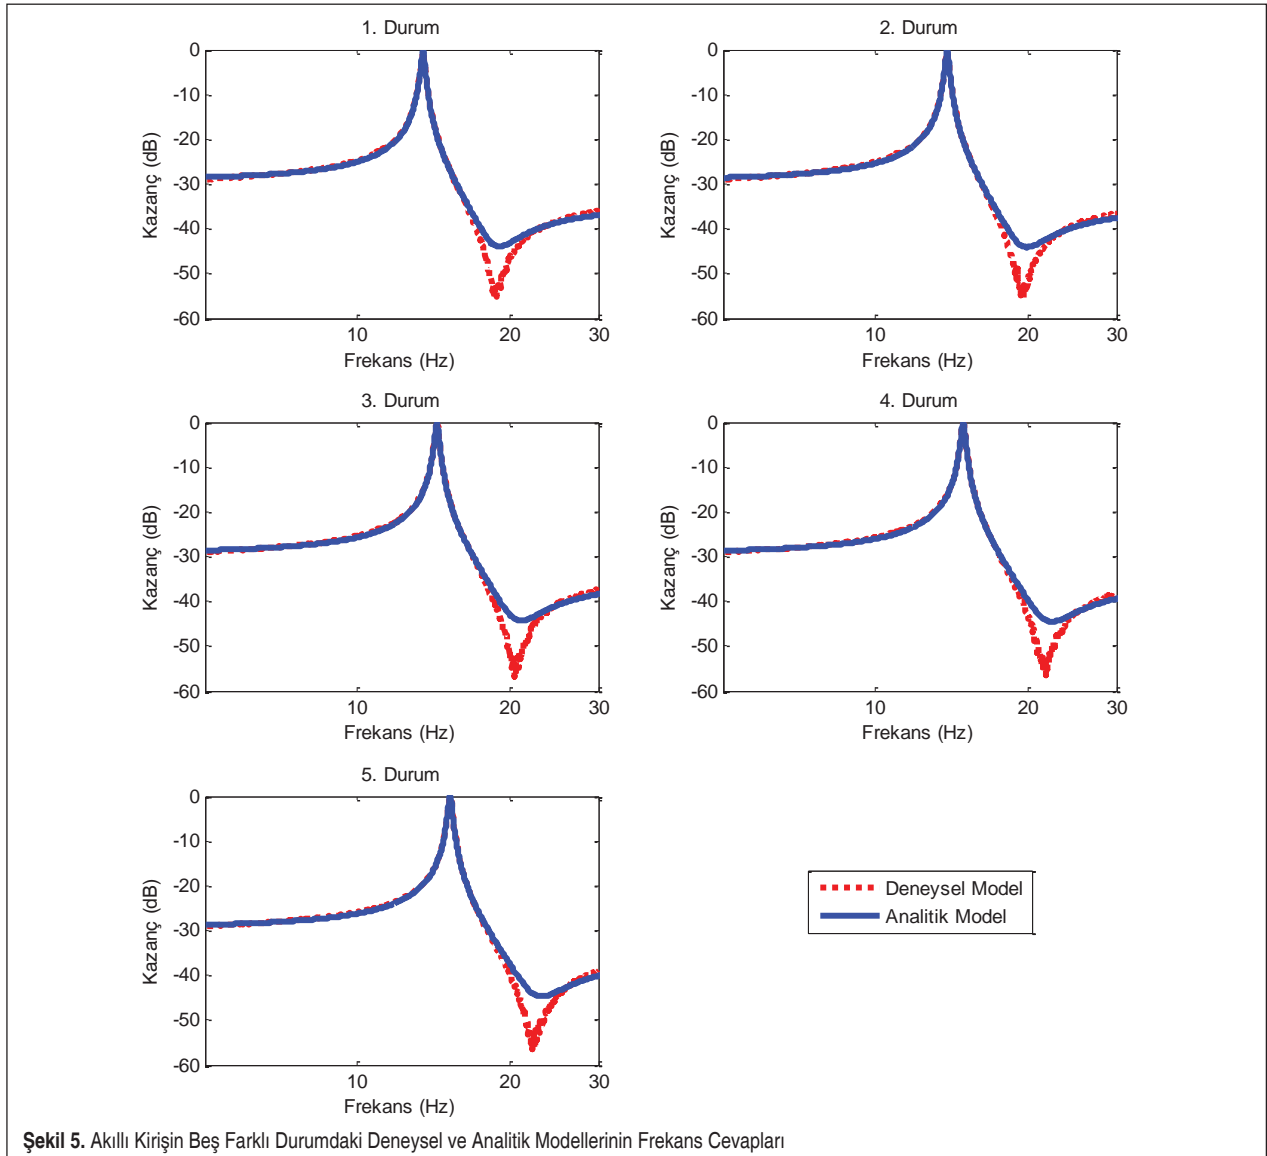 1. Durum
0
-10
-20
-30
-40
-50
-60
Kazanç (dB)
10
20
30
Frekans (Hz)
2. Durum
0
-10
-20
-30
-40
-50
-60
Kazanç (dB)
10
20
30
Frekans (Hz)
3. Durum
0
-10
-20
-30
-40
-50
-60
Kazanç (dB)
10
20
30
Frekans (Hz)
4. Durum
0
-10
-20
-30
-40
-50
-60
Kazanç (dB)
10
20
30
Frekans (Hz)
5. Durum
0
-10
-20
-30
-40
-50
-60
Kazanç (dB)
10
20
30
Frekans (Hz)
Deneysel Model
Analitik Model
Şekil 5. Akıllı Kirişin Beş Farklı Durumdaki Deneysel ve Analitik Modellerinin Frekans Cevapları